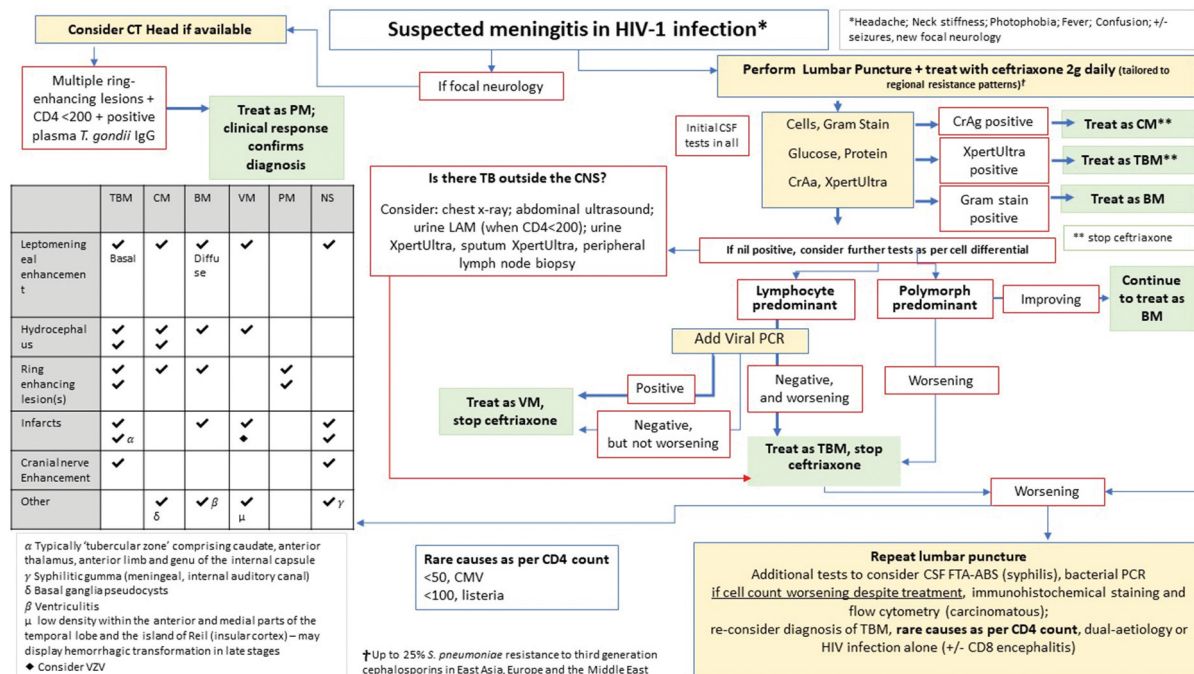 Suspected meningitis in HIV-1 infection*
*Headache; Neck stiffness; Photophobia; Fever; Confusion; +/-
seizures, new focal neurology
Consider CT Head if available
If focal neurology
Multiple ring-
enhancing lesions +
CD4 <200 + positive
plasma T. gondii IgG
Treat as PM;
clinical response
confirms
diagnosis
Perform Lumbar Puncture + treat with ceftriaxone 2g daily (tailored to
regional resistance patterns)†
Initial CSF
tests in all
Cells, Gram Stain
Glucose, Protein
CrAa, XpertUltra
CrAg positive
Treat as CM**
XpertUltra
positive
Treat as TBM**
Gram stain
positive
Treat as BM
** stop ceftriaxone
Is there TB outside the CNS?
Consider: chest x-ray; abdominal ultrasound;
urine LAM (when CD4<200); urine
XpertUltra, sputum XpertUltra, peripheral
lymph node biopsy
If nil positive, consider further tests as per cell differential
Lymphocyte
predominant
Polymorph
predominant
Improving
Continue
to treat as
BM
Add Viral PCR
Positive
Negative,
and worsening
Worsening
Treat as VM,
stop ceftriaxone
Negative,
but not worsening
Treat as TBM, stop
ceftriaxone
Worsening
TBM CM BM VM PM NS
Leptomening
eal enhancemen
t
✔ ✔ ✔ ✔ ✔
Basal Diffu
se
Hydrocephal
us
✔ ✔ ✔ ✔
✔ ✔
Ring
enhancing
lesion(s)
✔ ✔ ✔ ✔
✔ ✔
Infarcts
✔ ✔ ✔ ✔
✔ α ◆ ✔
Cranial nerve
Enhancement
✔ ✔
Other
✔ ✔ β ✔ ✔ γ
δ μ
α Typically ‘tubercular zone’ comprising caudate, anterior
thalamus, anterior limb and genu of the internal capsule
γ Syphilitic gumma (meningeal, internal auditory canal)
δ Basal ganglia pseudocysts
β Ventriculitis
μ low density within the anterior and medial parts of the
temporal lobe and the island of Reil (insular cortex) – may
display hemorrhagic transformation in late stages
◆ Consider VZV
Rare causes as per CD4 count
<50, CMV
<100, listeria
†Up to 25% S. pneumoniae resistance to third generation
cephalosporins in East Asia, Europe and the Middle East
Repeat lumbar puncture
Additional tests to consider CSF FTA-ABS (syphilis), bacterial PCR
if cell count worsening despite treatment, immunohistochemical staining and
flow cytometry (carcinomatous);
re-consider diagnosis of TBM, rare causes as per CD4 count, dual-aetiology or
HIV infection alone (+/- CD8 encephalitis)